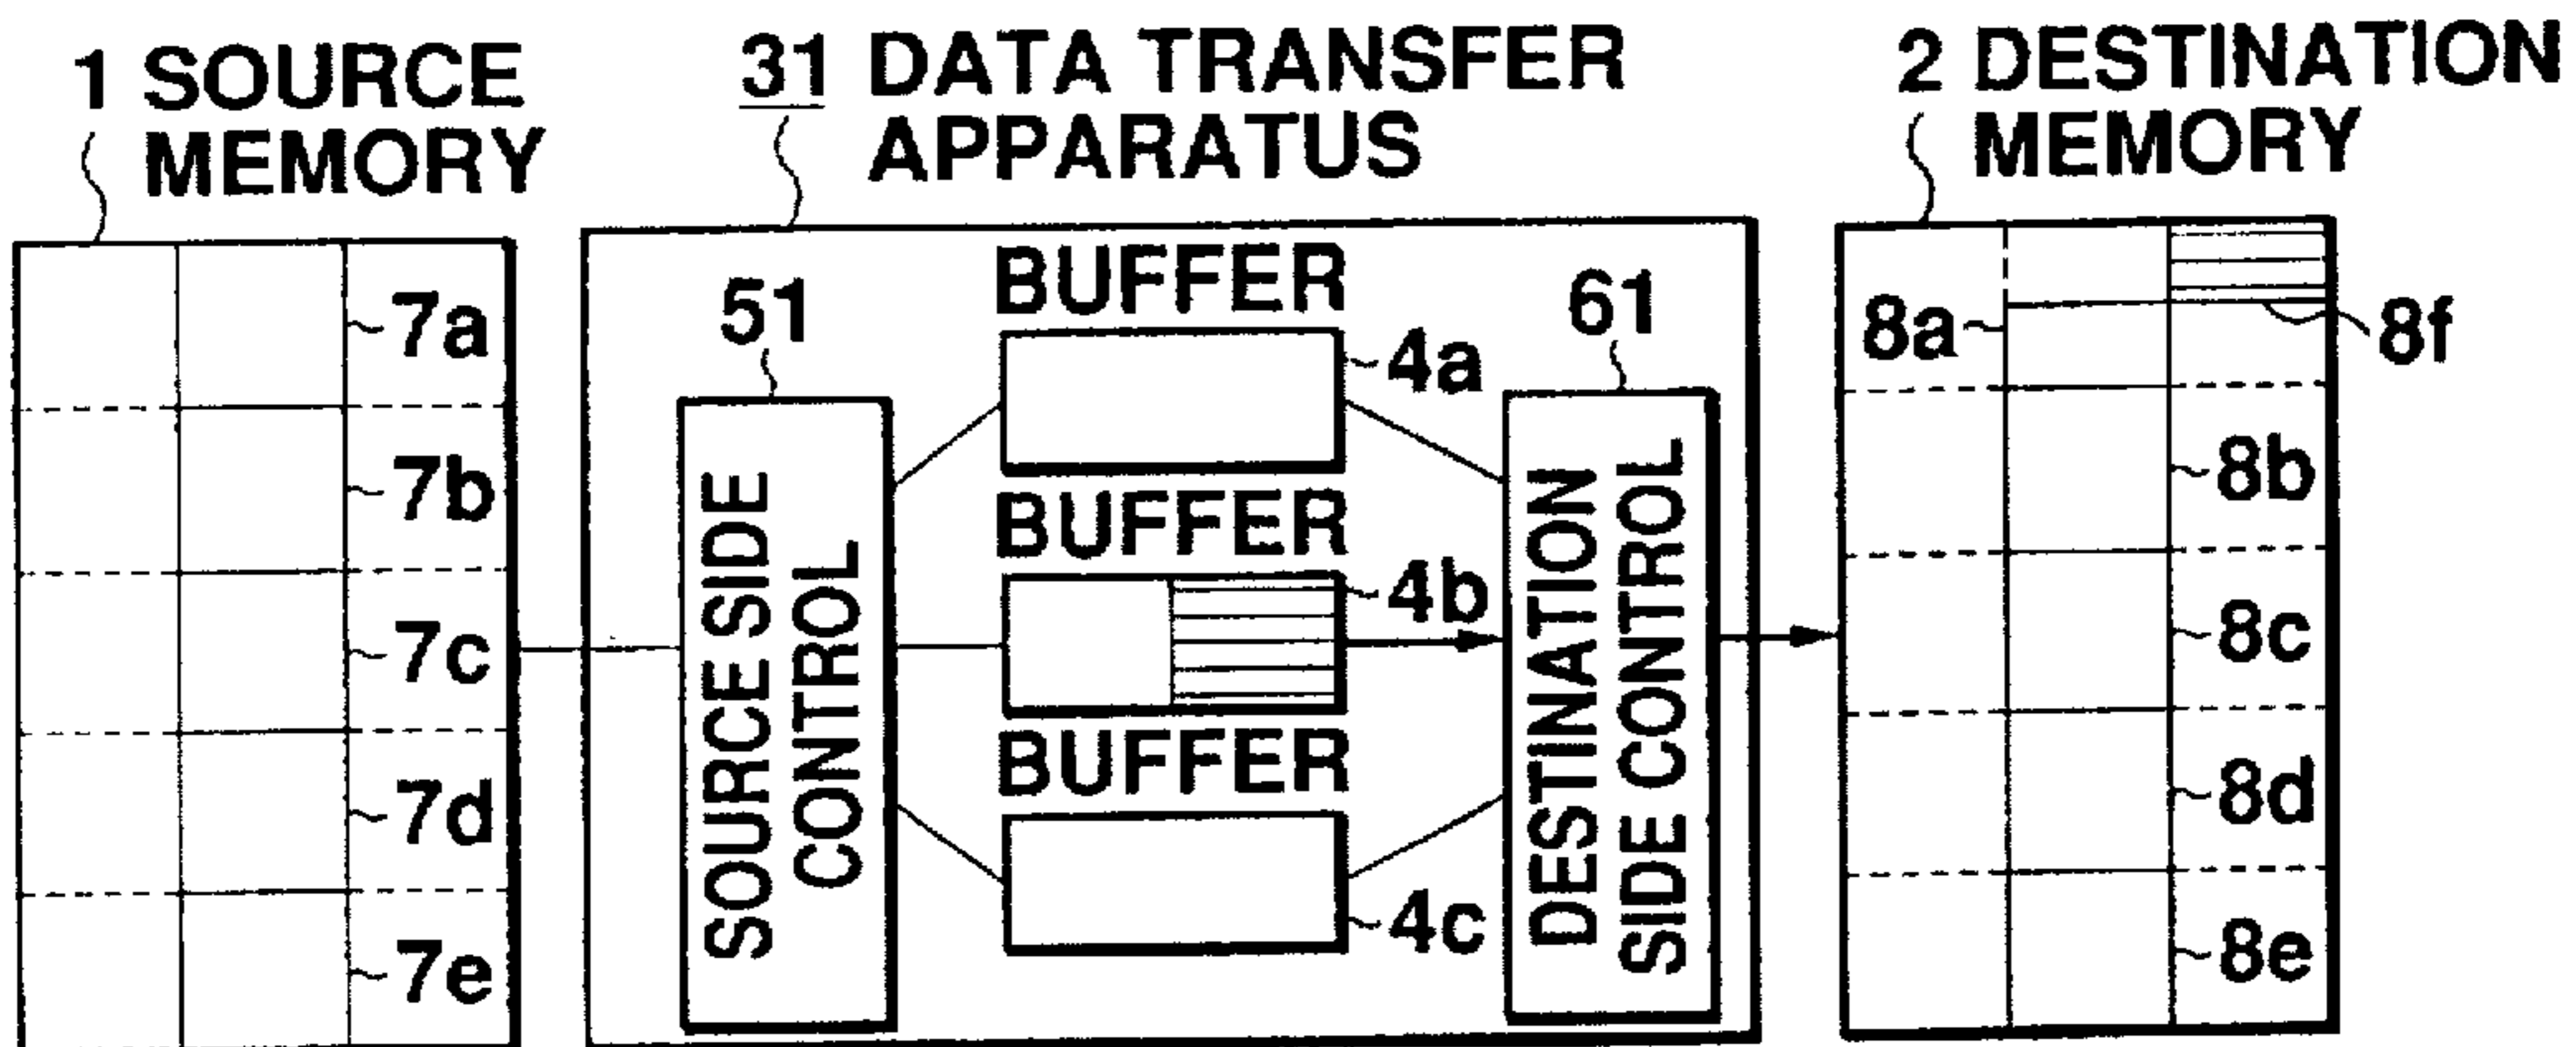 1 SOURCE
MEMORY
7a
7b
7c
7d
7e
31 DATA TRANSFER
APPARATUS
51
SOURCE SIDE
CONTROL
BUFFER
4a
BUFFER
4b
BUFFER
4c
61
DESTINATION
SIDE CONTROL
2 DESTINATION
MEMORY
8a
8f
8b
8c
8d
8e